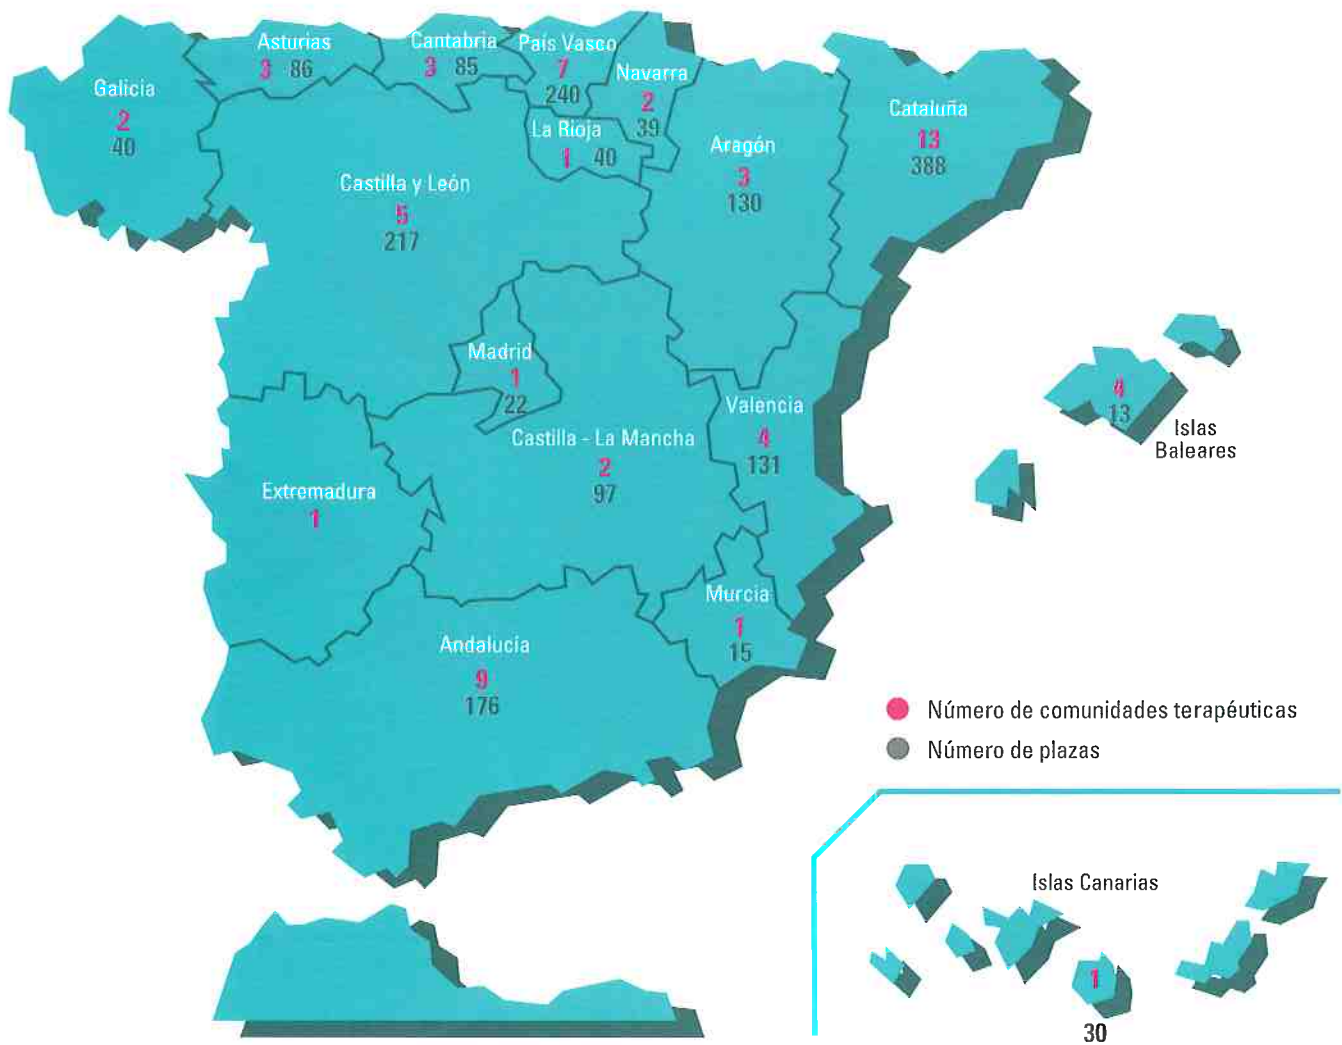 Asturias
3 86
Cantabria
3 85
País Vasco
7
240
Navarra
2
39
Galicia
2
40
La Rioja
1 40
Aragón
3
130
Cataluña
13
388
Castilla y León
5
217
Madrid
1
22
Castilla - La Mancha
2
97
Valencia
4
131
4
13
Islas
Baleares
Extremadura
1
Murcia
1
15
Andalucía
9
176
Número de comunidades terapéuticas
Número de plazas
Islas Canarias
1
30